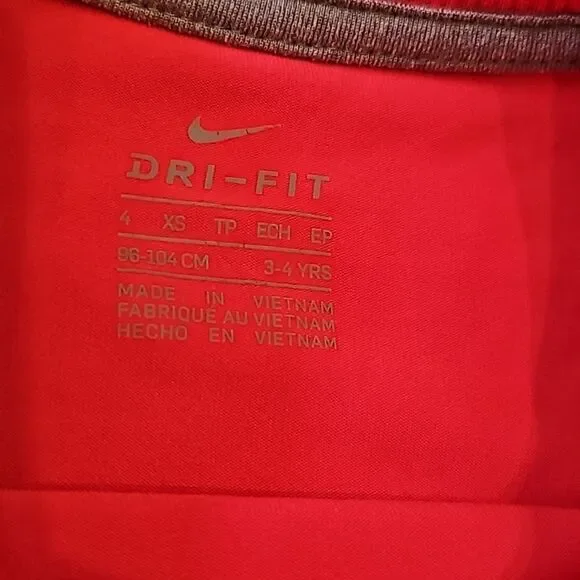 DRI-FIT
4 XS TP ECH EP
96-104 CM 3-4 YRS
MADE IN VIETNAM
FABRIQUE AU VIETNAM
HECHO EN VIETNAM